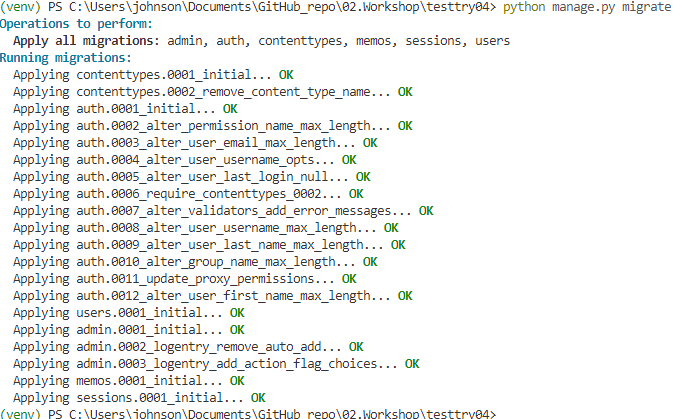 (venv) PS C:\Users\johnson\Documents\GitHub_repo\02.Workshop\testtry04> python manage.py migrate
Operations to perform:
  Apply all migrations: admin, auth, contenttypes, memos, sessions, users
Running migrations:
  Applying contenttypes.0001_initial... OK
  Applying contenttypes.0002_remove_content_type_name... OK
  Applying auth.0001_initial... OK
  Applying auth.0002_alter_permission_name_max_length... OK
  Applying auth.0003_alter_user_email_max_length... OK
  Applying auth.0004_alter_user_username_opts... OK
  Applying auth.0005_alter_user_last_login_null... OK
  Applying auth.0006_require_contenttypes_0002... OK
  Applying auth.0007_alter_validators_add_error_messages... OK
  Applying auth.0008_alter_user_username_max_length... OK
  Applying auth.0009_alter_user_last_name_max_length... OK
  Applying auth.0010_alter_group_name_max_length... OK
  Applying auth.0011_update_proxy_permissions... OK
  Applying auth.0012_alter_user_first_name_max_length... OK
  Applying users.0001_initial... OK
  Applying admin.0001_initial... OK
  Applying admin.0002_logentry_remove_auto_add... OK
  Applying admin.0003_logentry_add_action_flag_choices... OK
  Applying memos.0001_initial... OK
  Applying sessions.0001_initial... OK
(venv) PS C:\Users\johnson\Documents\GitHub_repo\02.Workshop\testtry04>